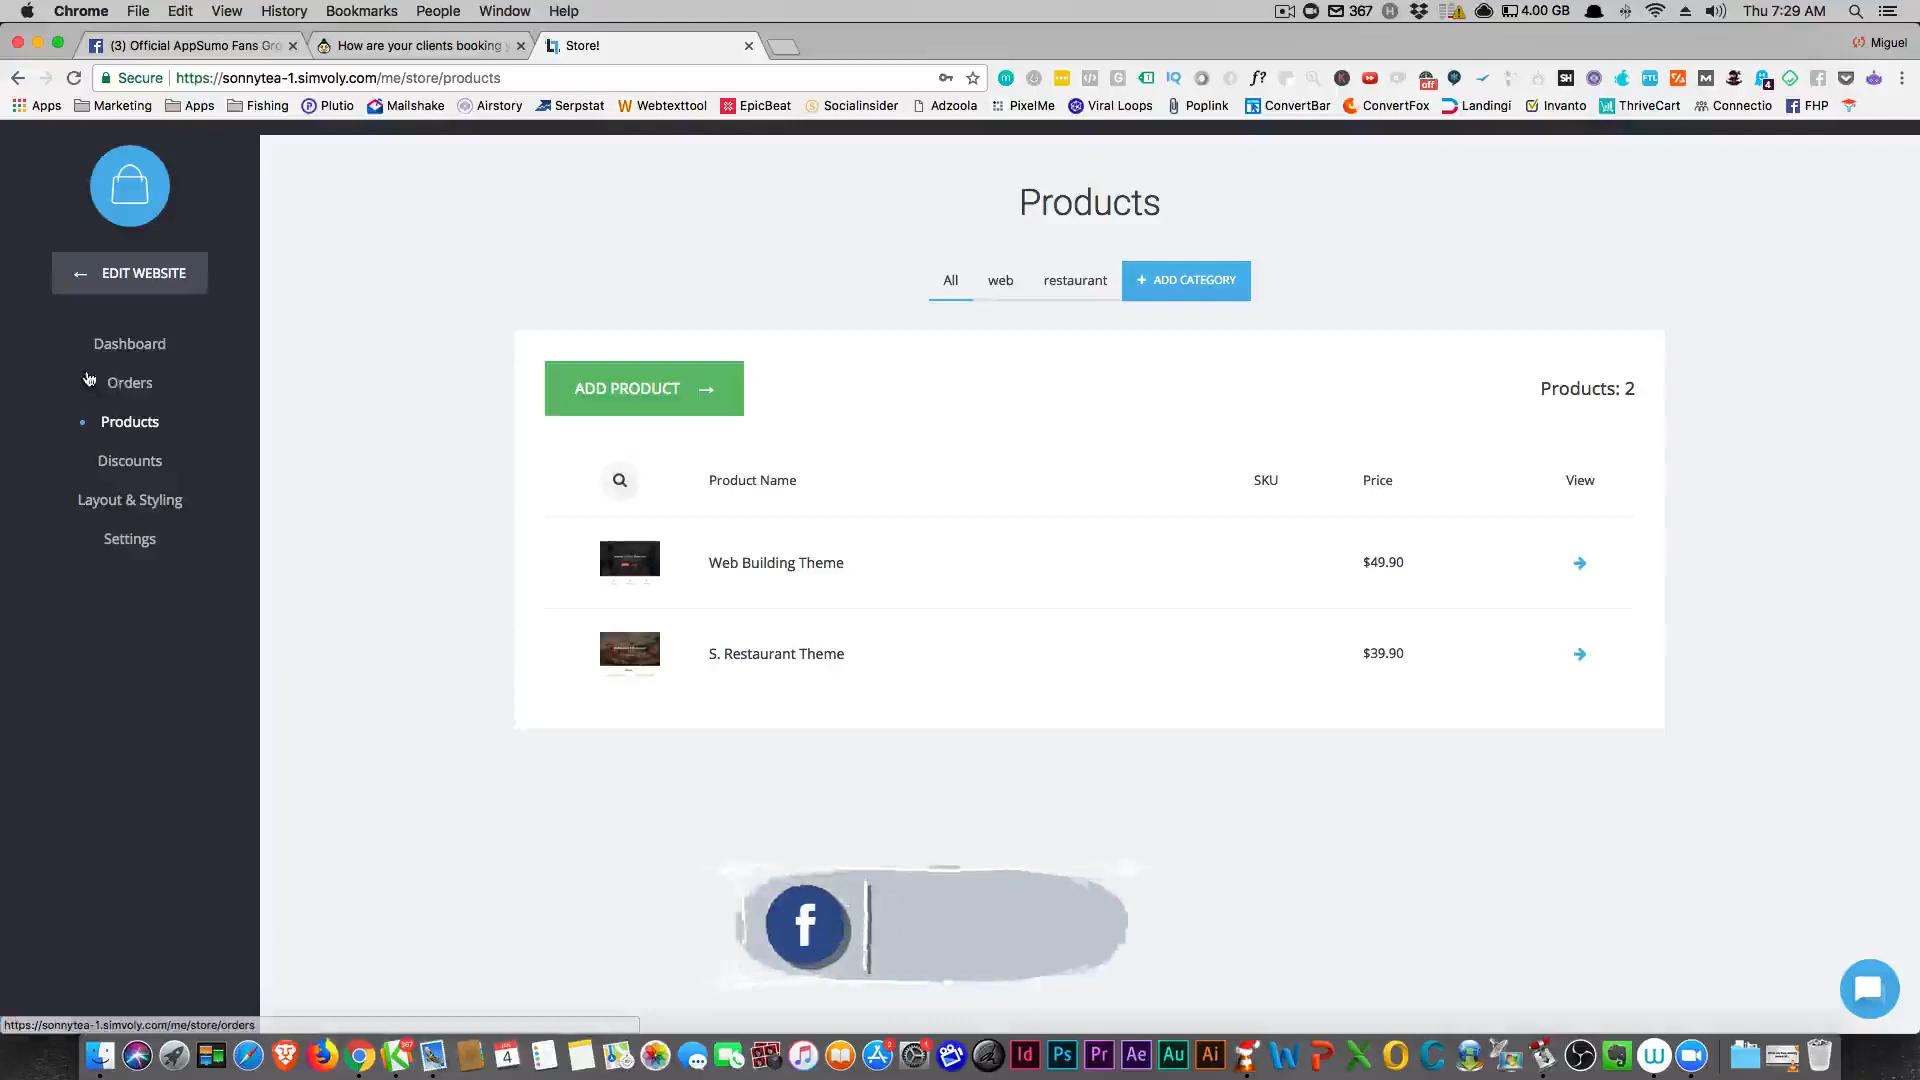 Chrome File Edit View History Bookmarks People Window Help 367 4.00 GB Thu 7:29 AM
(3) Official AppSumo Fans Gro How are your clients booking y Store! Miguel
Secure https://sonnytea-1.simvoly.com/me/store/products
Apps Marketing Apps Fishing Plutio Mailshake Airstory Serpstat Webtexttool EpicBeat Socialinsider Adzoola PixelMe Viral Loops Poplink ConvertBar ConvertFox Landingi Invanto ThriveCart Connectio FHP
← EDIT WEBSITE
Dashboard
Orders
Products
Discounts
Layout & Styling
Settings
Products
All web restaurant + ADD CATEGORY
ADD PRODUCT → Products: 2
Product Name SKU Price View
Web Building Theme $49.90
S. Restaurant Theme $39.90
https://sonnytea-1.simvoly.com/me/store/orders